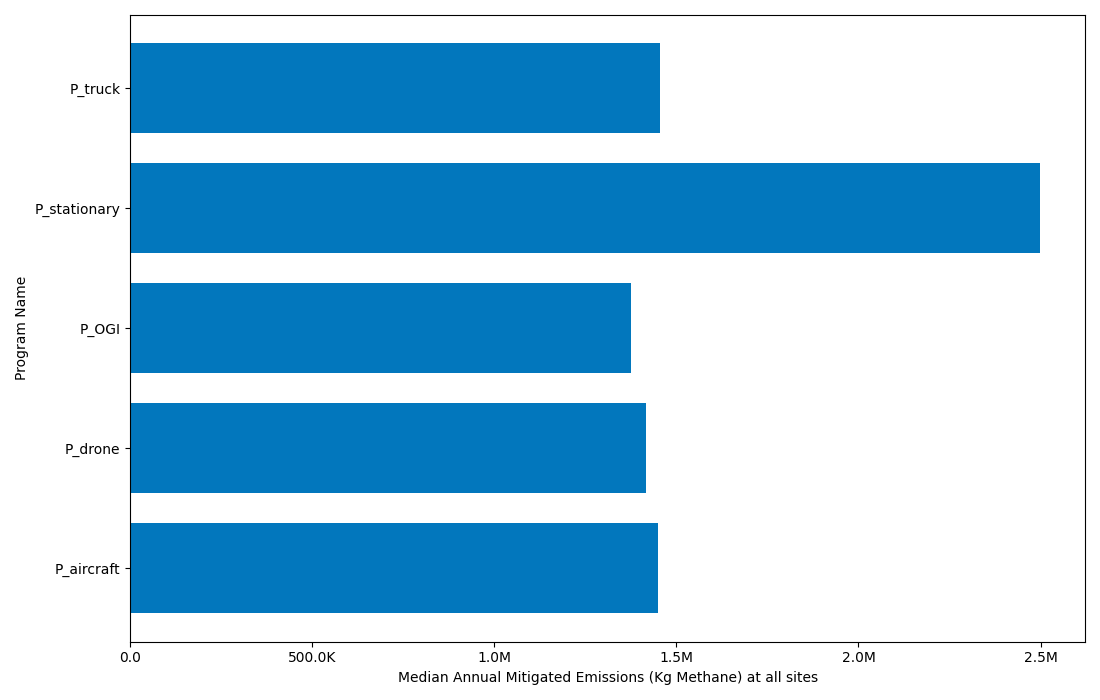 P_truck
P_stationary
P_OGI
P_drone
P_aircraft
Program Name
0.0 500.0K 1.0M 1.5M 2.0M 2.5M
Median Annual Mitigated Emissions (Kg Methane) at all sites